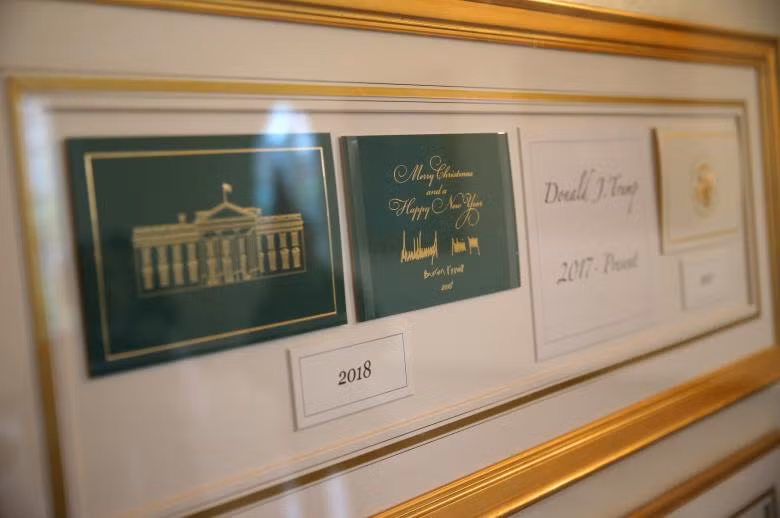 Merry Christmas
and a
Happy New Year
2018
2018
Donald J. Trump
2017 - Present